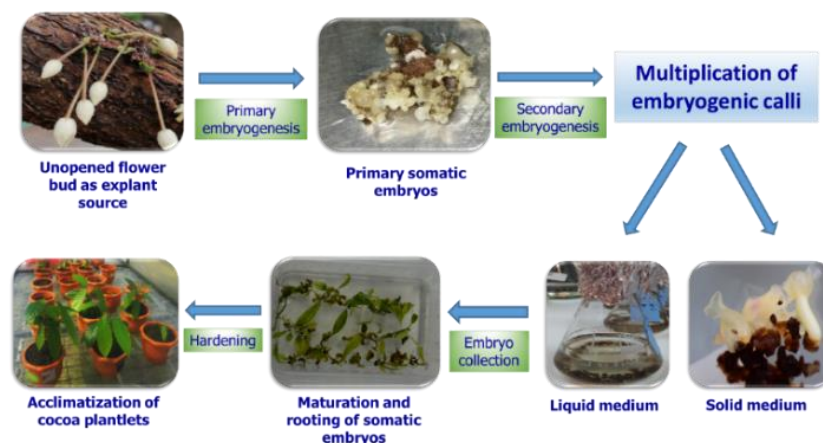 Primary
embryogenesis
Secondary
embryogenesis
Multiplication of
embryogenic calli
Unopened flower
bud as explant
source
Primary somatic
embryos
Hardening
Embryo
collection
Acclimatization of
cocoa plantlets
Maturation and
rooting of somatic
embryos
Liquid medium
Solid medium